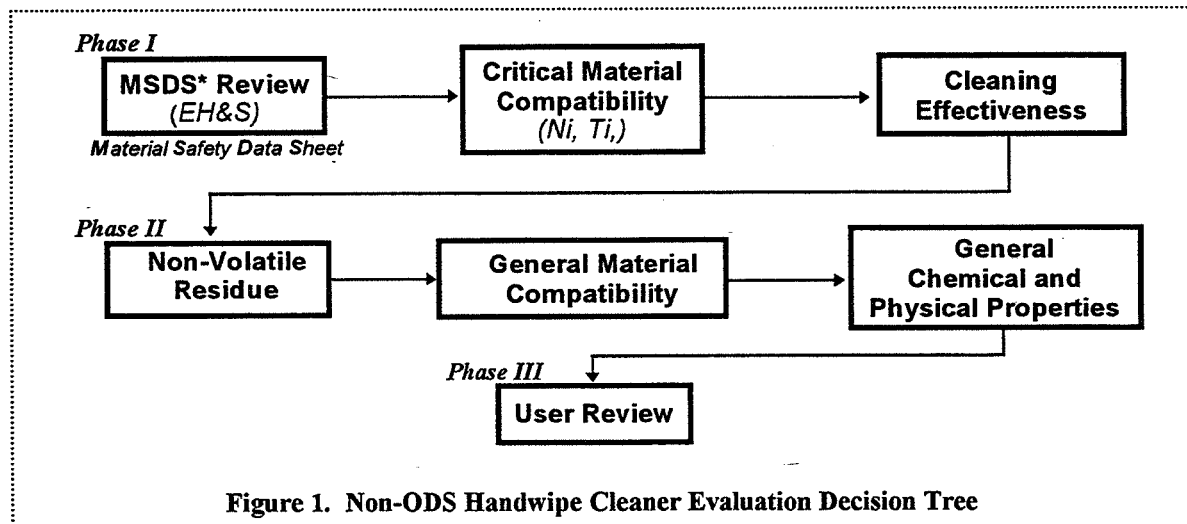 Phase I
MSDS* Review
(EH&S)
Material Safety Data Sheet
Critical Material
Compatibility
(Ni, Ti,)
Cleaning
Effectiveness
Phase II
Non-Volatile
Residue
General Material
Compatibility
General
Chemical and
Physical Properties
Phase III
User Review
Figure 1. Non-ODS Handwipe Cleaner Evaluation Decision Tree